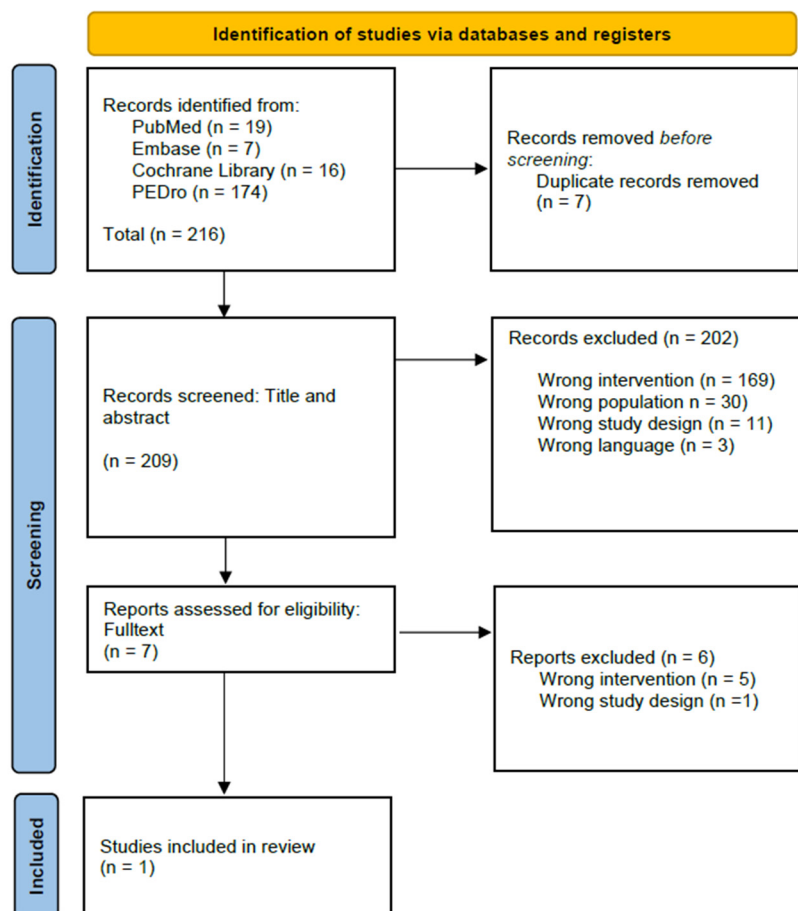 Identification of studies via databases and registers
Identification
Records identified from:
PubMed (n = 19)
Embase (n = 7)
Cochrane Library (n = 16)
PEDro (n = 174)
Total (n = 216)
Records removed before
screening:
Duplicate records removed
(n = 7)
Screening
Records screened: Title and
abstract
(n = 209)
Records excluded (n = 202)
Wrong intervention (n = 169)
Wrong population n = 30)
Wrong study design (n = 11)
Wrong language (n = 3)
Reports assessed for eligibility:
Fulltext
(n = 7)
Reports excluded (n = 6)
Wrong intervention (n = 5)
Wrong study design (n =1)
Included
Studies included in review
(n = 1)